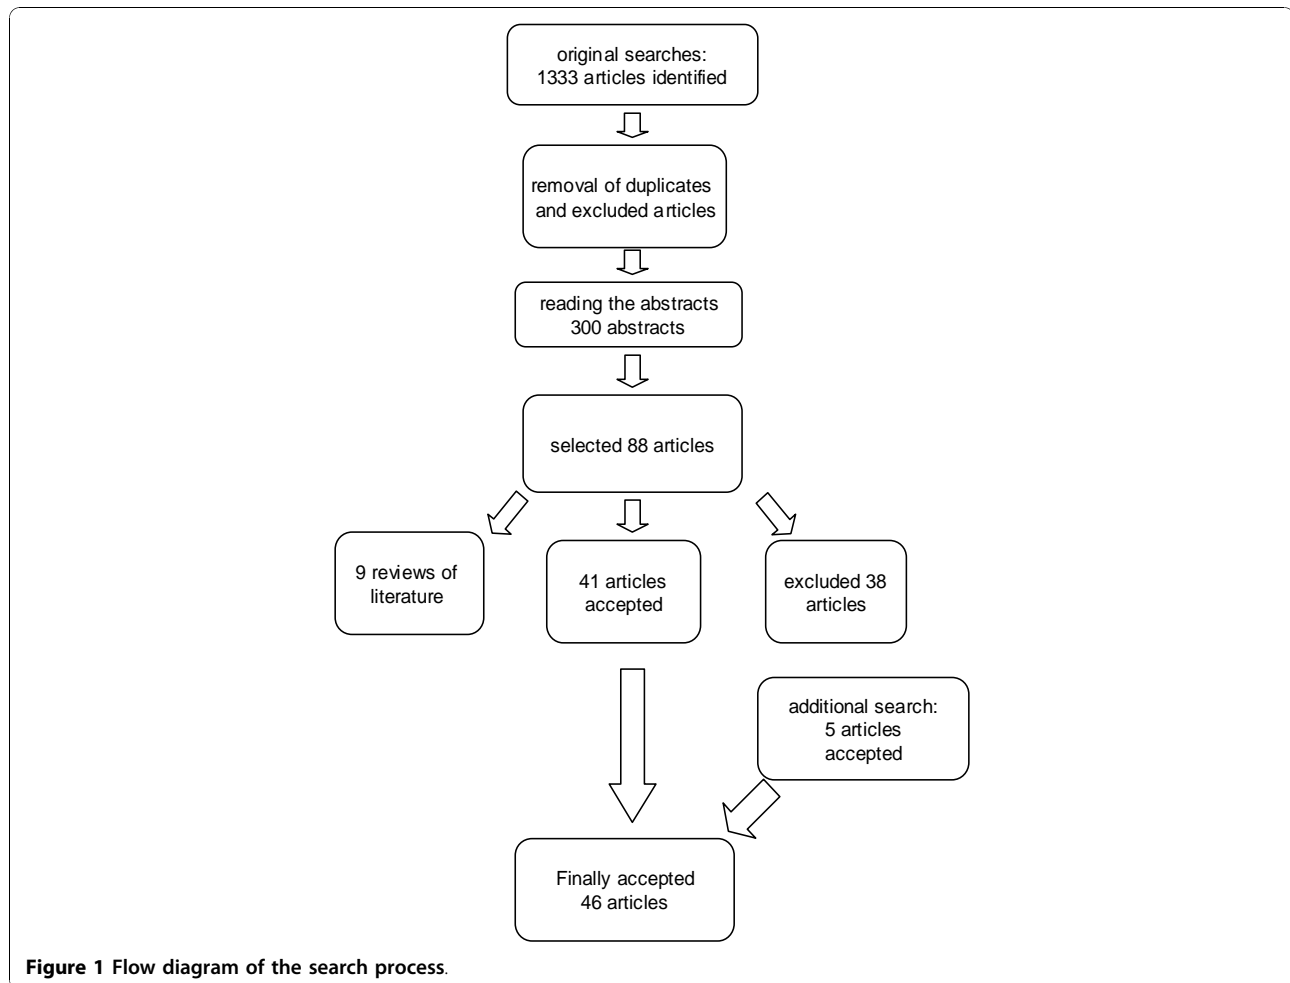 original searches:
1333 articles identified
removal of duplicates
and excluded articles
reading the abstracts
300 abstracts
selected 88 articles
9 reviews of
literature
41 articles
accepted
excluded 38
articles
additional search:
5 articles
accepted
Finally accepted
46 articles
Figure 1 Flow diagram of the search process.